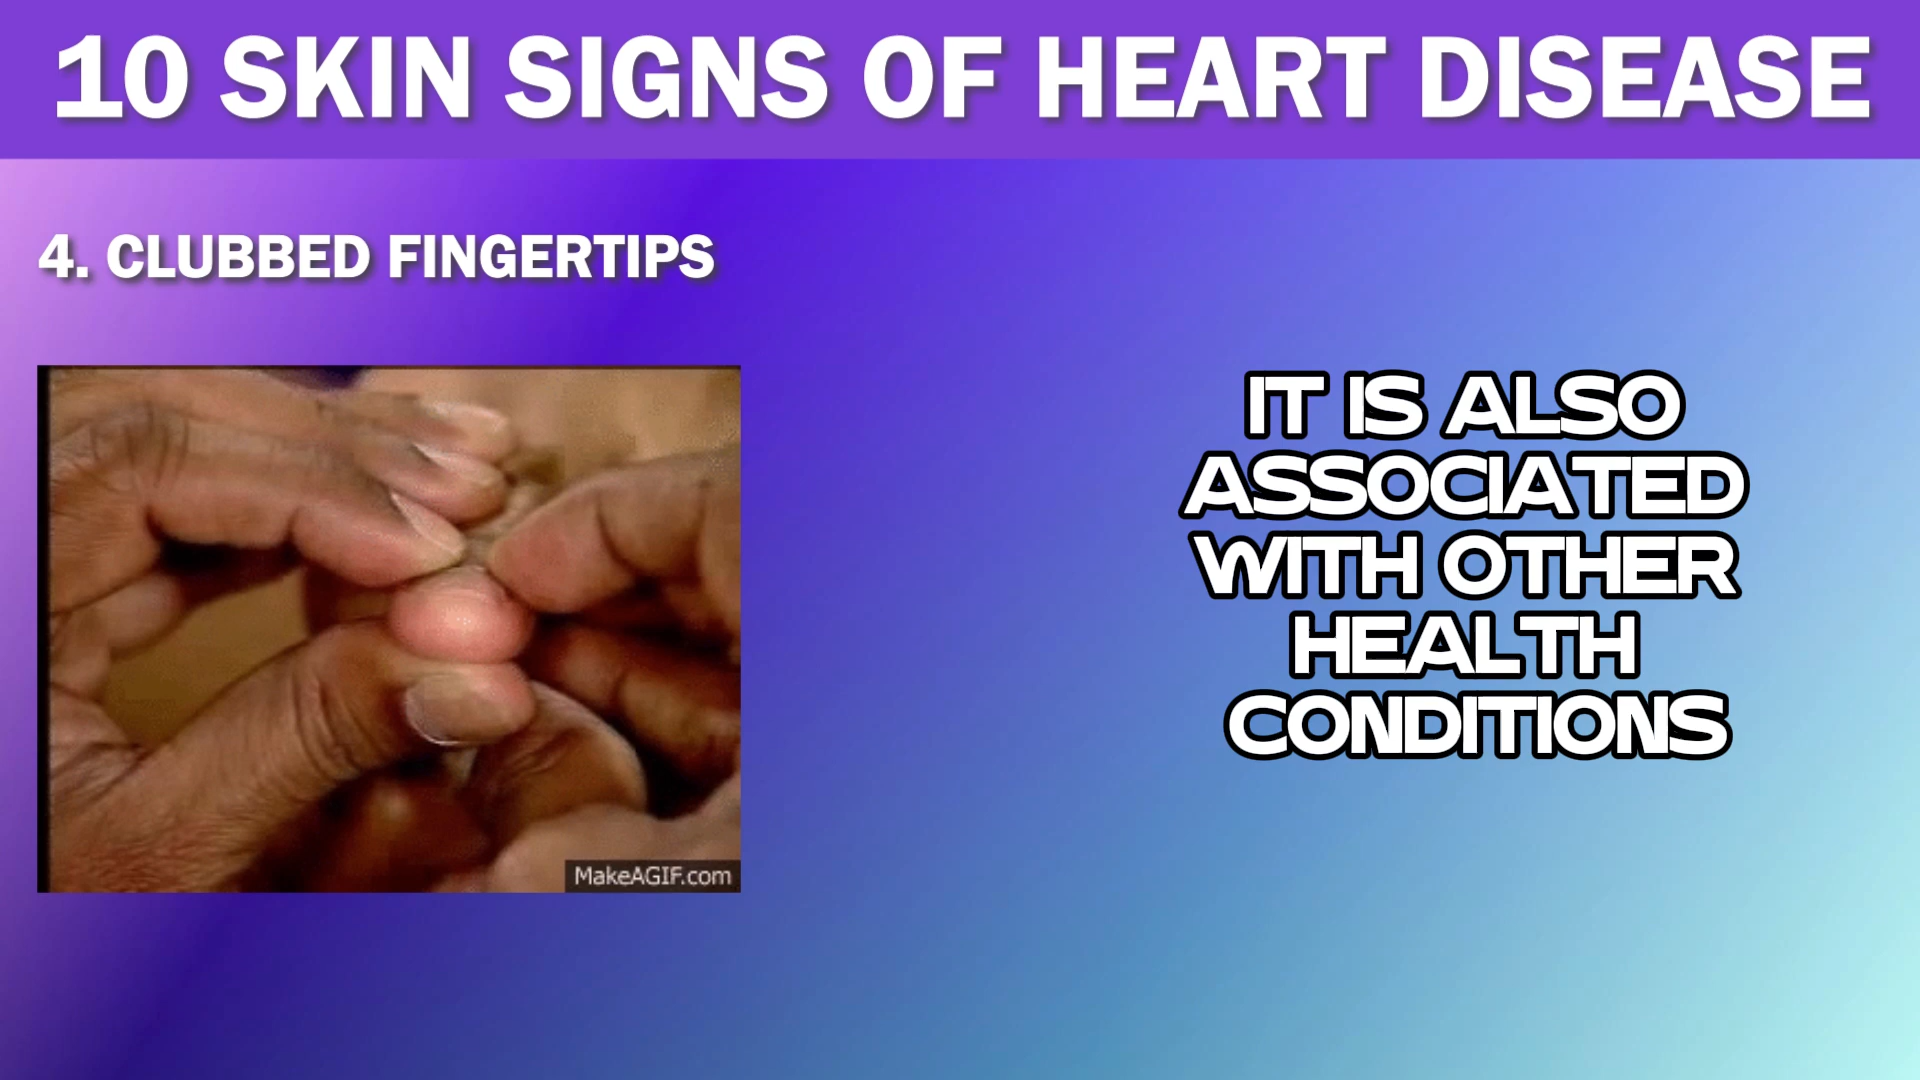 10 SKIN SIGNS OF HEART DISEASE
4. CLUBBED FINGERTIPS
IT IS ALSO
ASSOCIATED
WITH OTHER
HEALTH
CONDITIONS
MakeAGIF.com